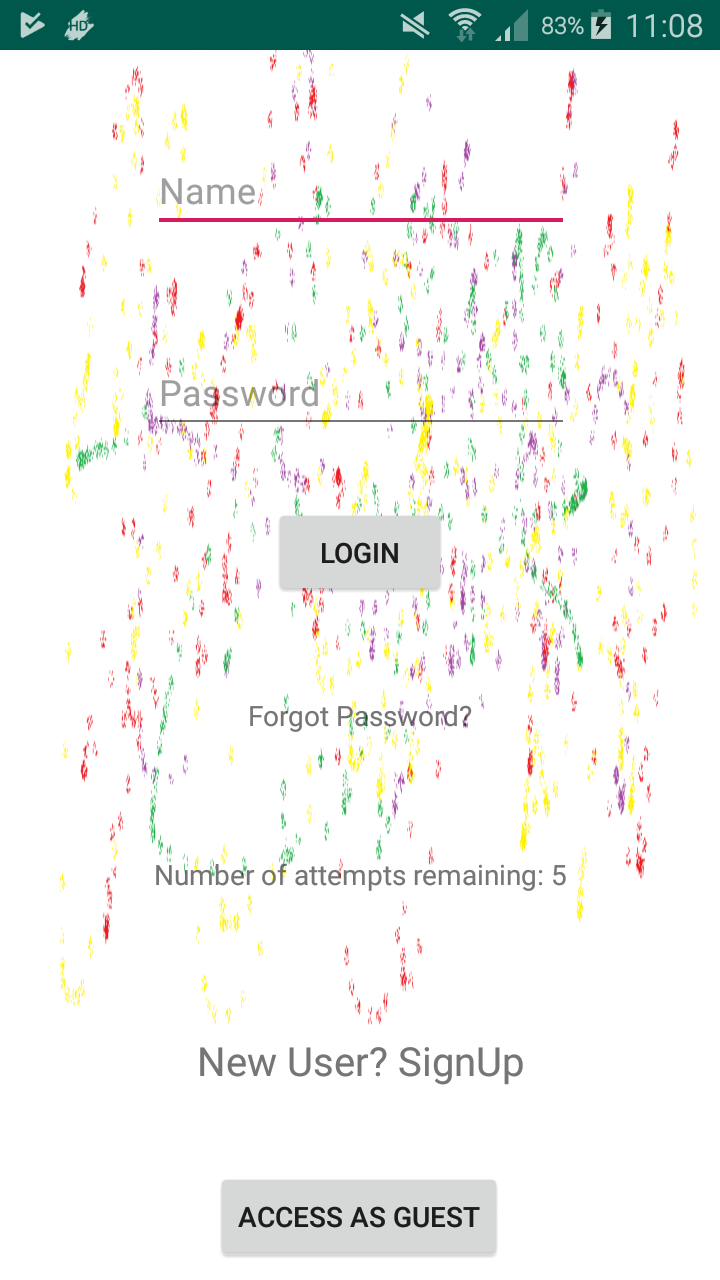 HD 83% 11:08
Name
Password
LOGIN
Forgot Password?
Number of attempts remaining: 5
New User? SignUp
ACCESS AS GUEST